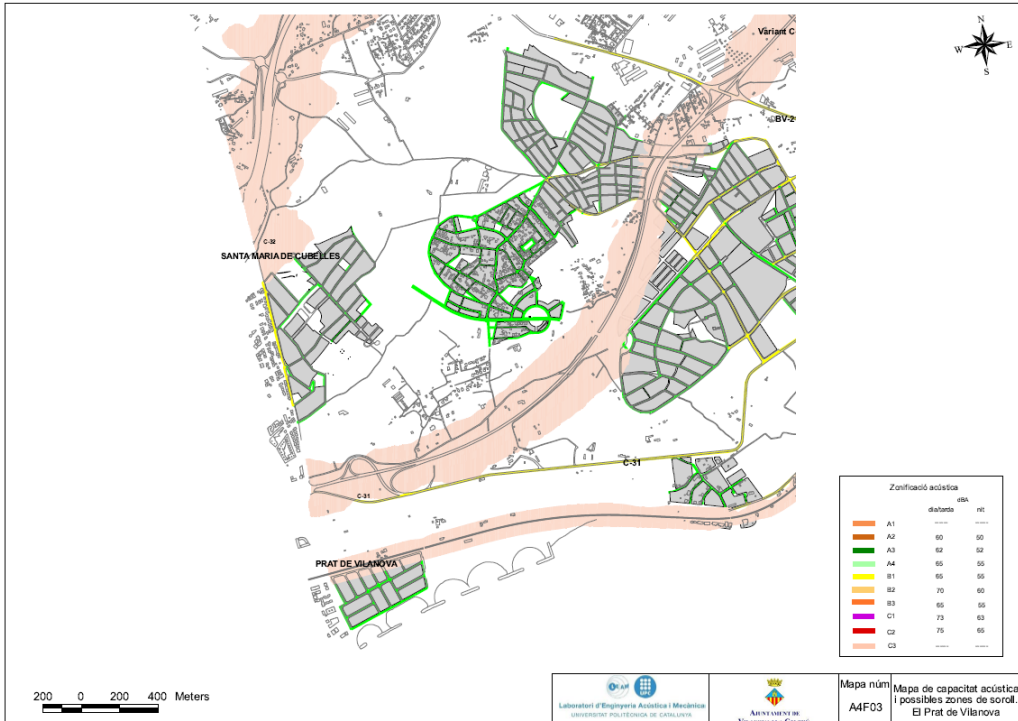 Variant C
N
W
E
S
BV-2
C-32
SANTA MARIA DE CUBELLES
C-31
C-31
PRAT DE VILANOVA
Zonificació acústica
dBA
dia/tarda nit
A1 ---- ----
A2 60 50
A3 62 52
A4 65 55
B1 65 55
B2 70 60
B3 65 55
C1 73 63
C2 75 65
C3 ---- ----
200 0 200 400 Meters
UPC
Laboratori d'Enginyeria Acústica i Mecànica
UNIVERSITAT POLITÈCNICA DE CATALUNYA
AJUNTAMENT DE
Mapa núm
A4F03
Mapa de capacitat acústica
i possibles zones de soroll.
El Prat de Vilanova